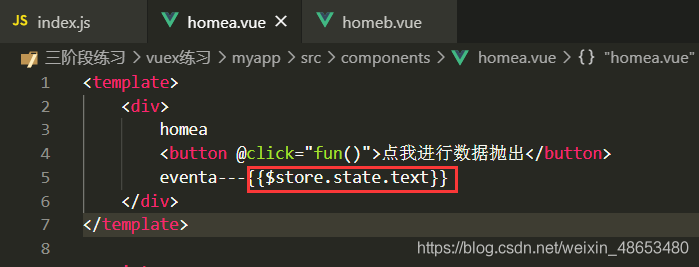 JS index.js homea.vue × homeb.vue
三阶段练习 > vuex练习 > myapp > src > components > homea.vue > {} "homea.vue"
1 <template>
2 <div>
3 homea
4 <button @click="fun()">点我进行数据抛出</button>
5 eventa---{{$store.state.text}}
6 </div>
7 </template>
8
https://blog.csdn.net/weixin_48653480